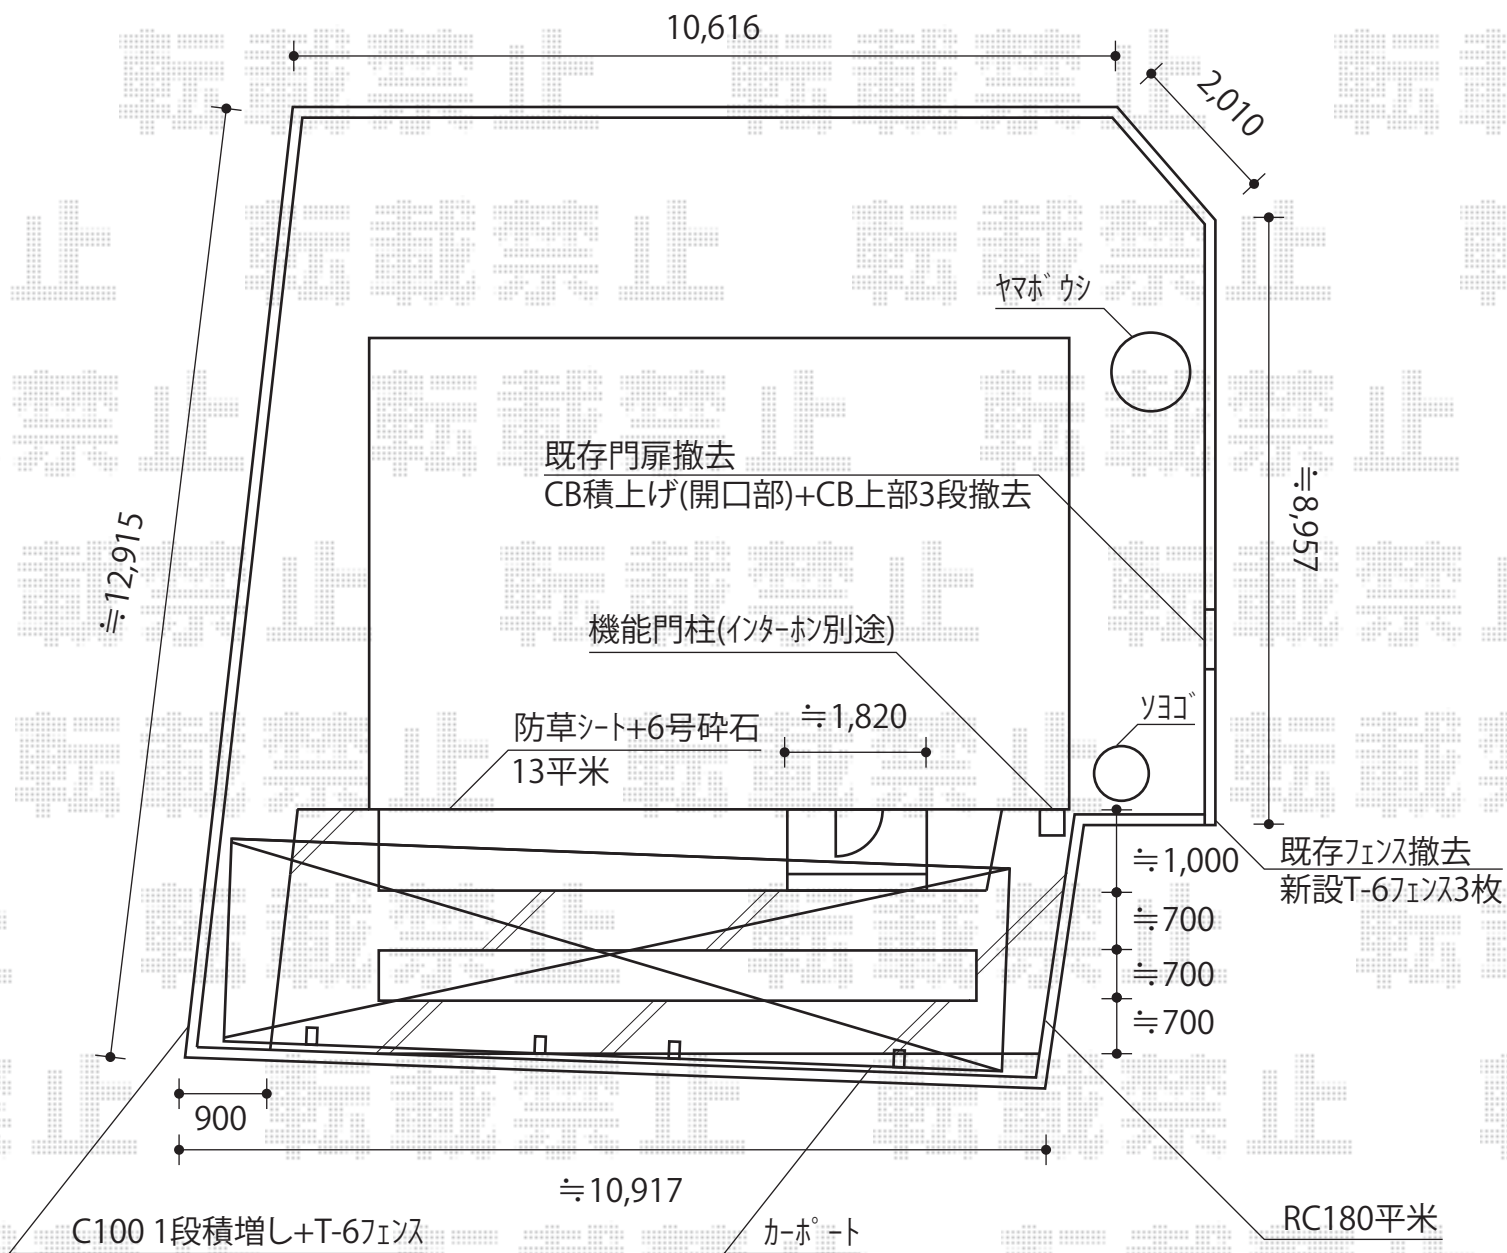 10,616
2,010
ﾔﾏﾎﾞｳｼ
既存門扉撤去
CB積上げ(開口部)+CB上部3段撤去
≒8,957
≒12,915
機能門柱(ｲﾝﾀｰﾎﾝ別途)
ｿﾖｺﾞ
防草ｼｰﾄ+6号砕石
13平米
≒1,820
≒1,000
既存ﾌｪﾝｽ撤去
新設T-6ﾌｪﾝｽ3枚
≒700
≒700
≒700
900
≒10,917
C100 1段積増し+T-6ﾌｪﾝｽ
ｶｰﾎﾟｰﾄ
RC180平米
転載禁止